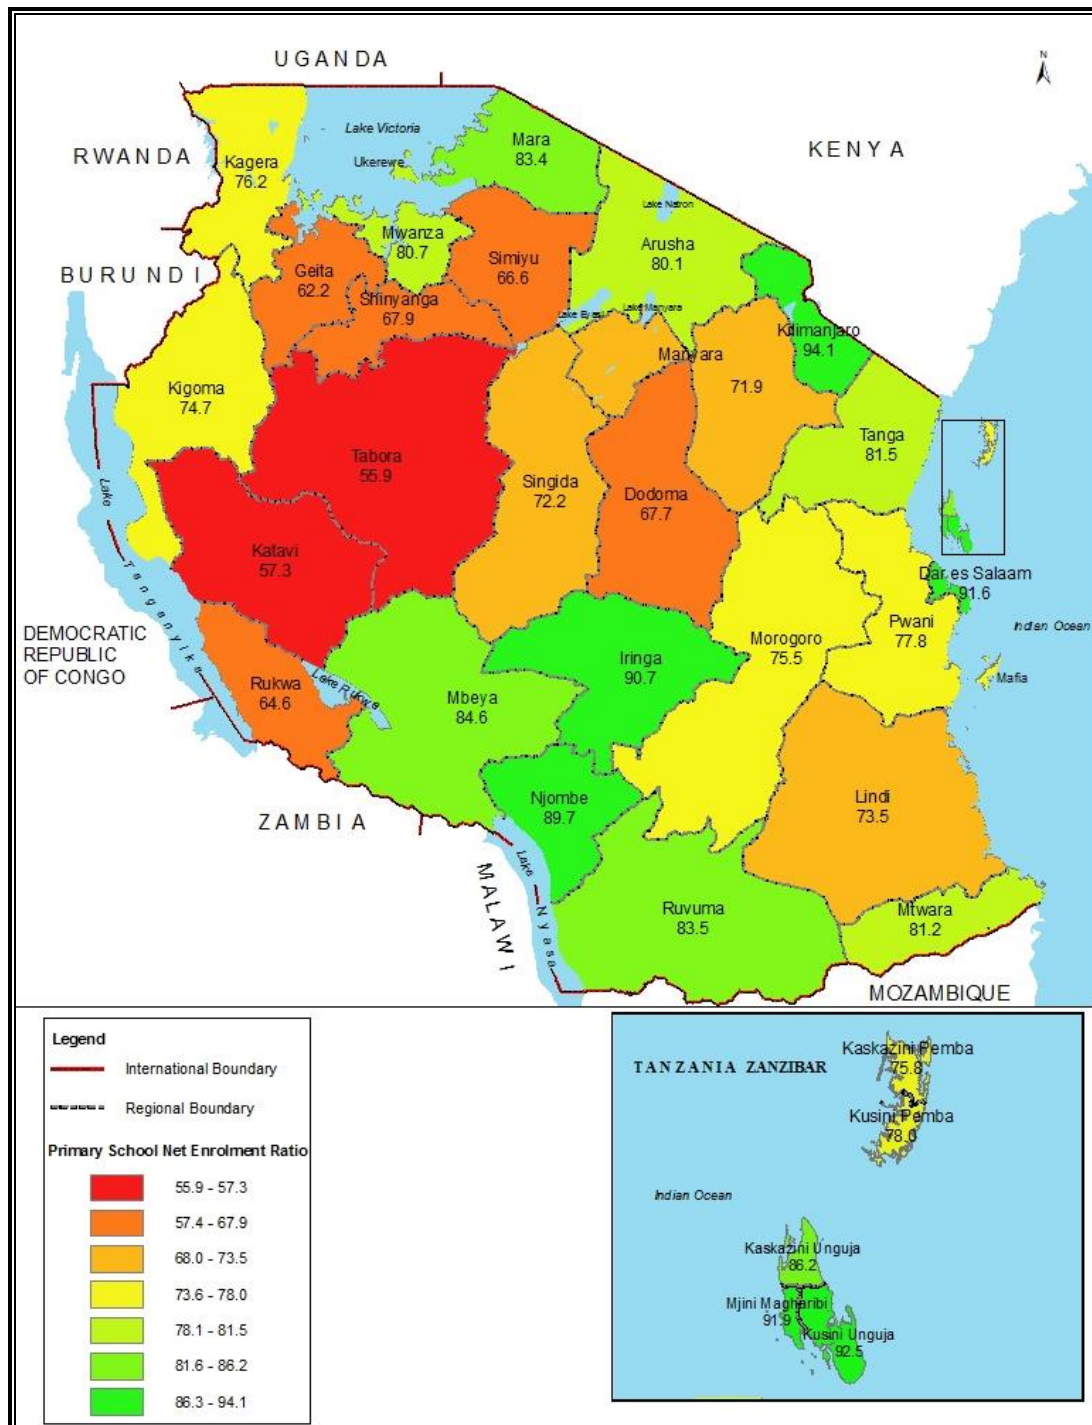 N
UGANDA
KENYA
RWANDA
BURUNDI
Lake Victoria
Ukerewe
Mara
83.4
Kagera
76.2
Lake Natron
Mwanza
80.7
Arusha
80.1
Simiyu
66.6
Geita
62.2
Shinyanga
67.9
Lake Eyasi
Lake Manyara
Kilimanjaro
94.1
Manyara
71.9
Kigoma
74.7
Tabora
55.9
Singida
72.2
Dodoma
67.7
Tanga
81.5
Lake Tanganyika
Katavi
57.3
Dar es Salaam
91.6
Pwani
77.8
Indian Ocean
DEMOCRATIC
REPUBLIC
OF CONGO
Morogoro
75.5
Iringa
90.7
Mafia
Rukwa
64.6
Lake Rukwa
Mbeya
84.6
ZAMBIA
Njombe
89.7
Lindi
73.5
Lake Nyasa
MALAWI
Ruvuma
83.5
Mtwara
81.2
MOZAMBIQUE
Legend
International Boundary
Regional Boundary
Primary School Net Enrolment Ratio
55.9 - 57.3
57.4 - 67.9
68.0 - 73.5
73.6 - 78.0
78.1 - 81.5
81.6 - 86.2
86.3 - 94.1
TANZANIA ZANZIBAR
Kaskazini Pemba
75.8
Kusini Pemba
78.0
Indian Ocean
Kaskazini Unguja
86.2
Mjini Magharibi
91.9
Kusini Unguja
92.5